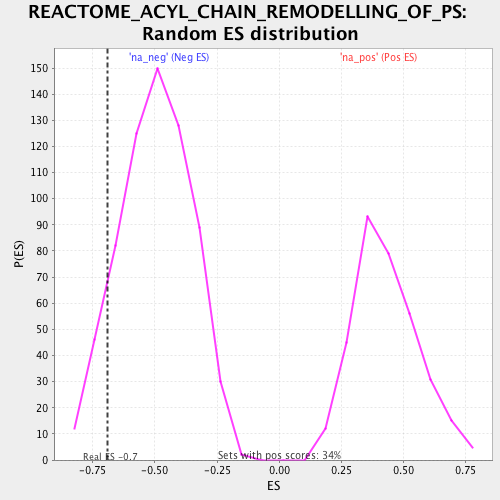 REACTOME_ACYL_CHAIN_REMODELLING_OF_PS:
Random ES distribution
'na_neg' (Neg ES)
'na_pos' (Pos ES)
150
140
130
120
110
100
90
80
70
60
50
40
30
20
10
0
P(ES)
Real ES -0.7
Sets with pos scores: 34%
-0.75
-0.50
-0.25
0.00
0.25
0.50
0.75
ES